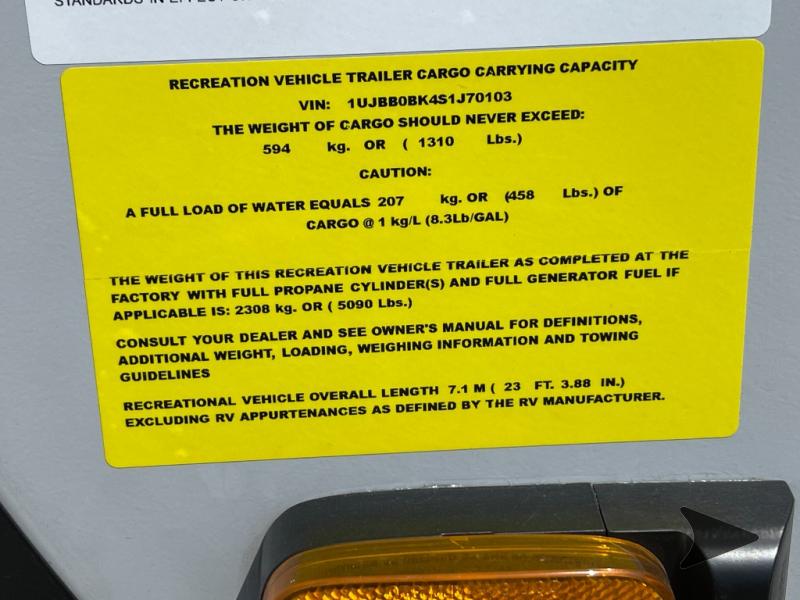 RECREATION VEHICLE TRAILER CARGO CARRYING CAPACITY
VIN: 1UJBB0BK4S1J70103
THE WEIGHT OF CARGO SHOULD NEVER EXCEED:
594 kg. OR ( 1310 Lbs.)
CAUTION:
A FULL LOAD OF WATER EQUALS 207 kg. OR (458 Lbs.) OF
CARGO @ 1 kg/L (8.3Lb/GAL)
THE WEIGHT OF THIS RECREATION VEHICLE TRAILER AS COMPLETED AT THE
FACTORY WITH FULL PROPANE CYLINDER(S) AND FULL GENERATOR FUEL IF
APPLICABLE IS: 2308 kg. OR ( 5090 Lbs.)
CONSULT YOUR DEALER AND SEE OWNER'S MANUAL FOR DEFINITIONS,
ADDITIONAL WEIGHT, LOADING, WEIGHING INFORMATION AND TOWING
GUIDELINES
RECREATIONAL VEHICLE OVERALL LENGTH 7.1 M ( 23 FT. 3.88 IN.)
EXCLUDING RV APPURTENANCES AS DEFINED BY THE RV MANUFACTURER.